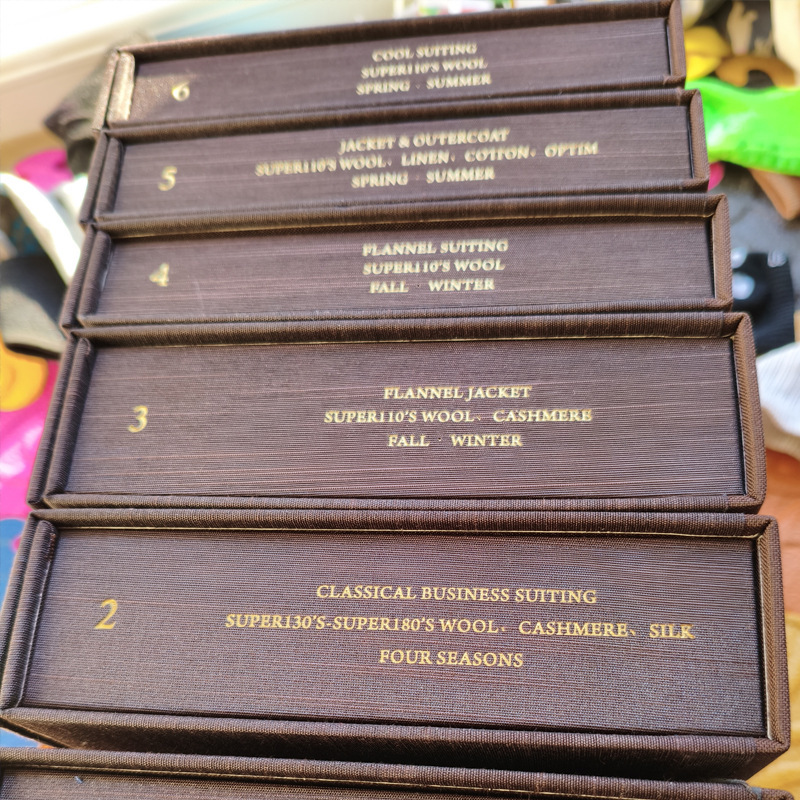 6
COOL SUITING
SUPER110'S WOOL
SPRING · SUMMER
5
JACKET & OUTERCOAT
SUPER110'S WOOL、LINEN、COTTON、OPTIM
SPRING · SUMMER
4
FLANNEL SUITING
SUPER110'S WOOL
FALL · WINTER
3
FLANNEL JACKET
SUPER110'S WOOL、CASHMERE
FALL · WINTER
2
CLASSICAL BUSINESS SUITING
SUPER130'S-SUPER180'S WOOL、CASHMERE、SILK
FOUR SEASONS